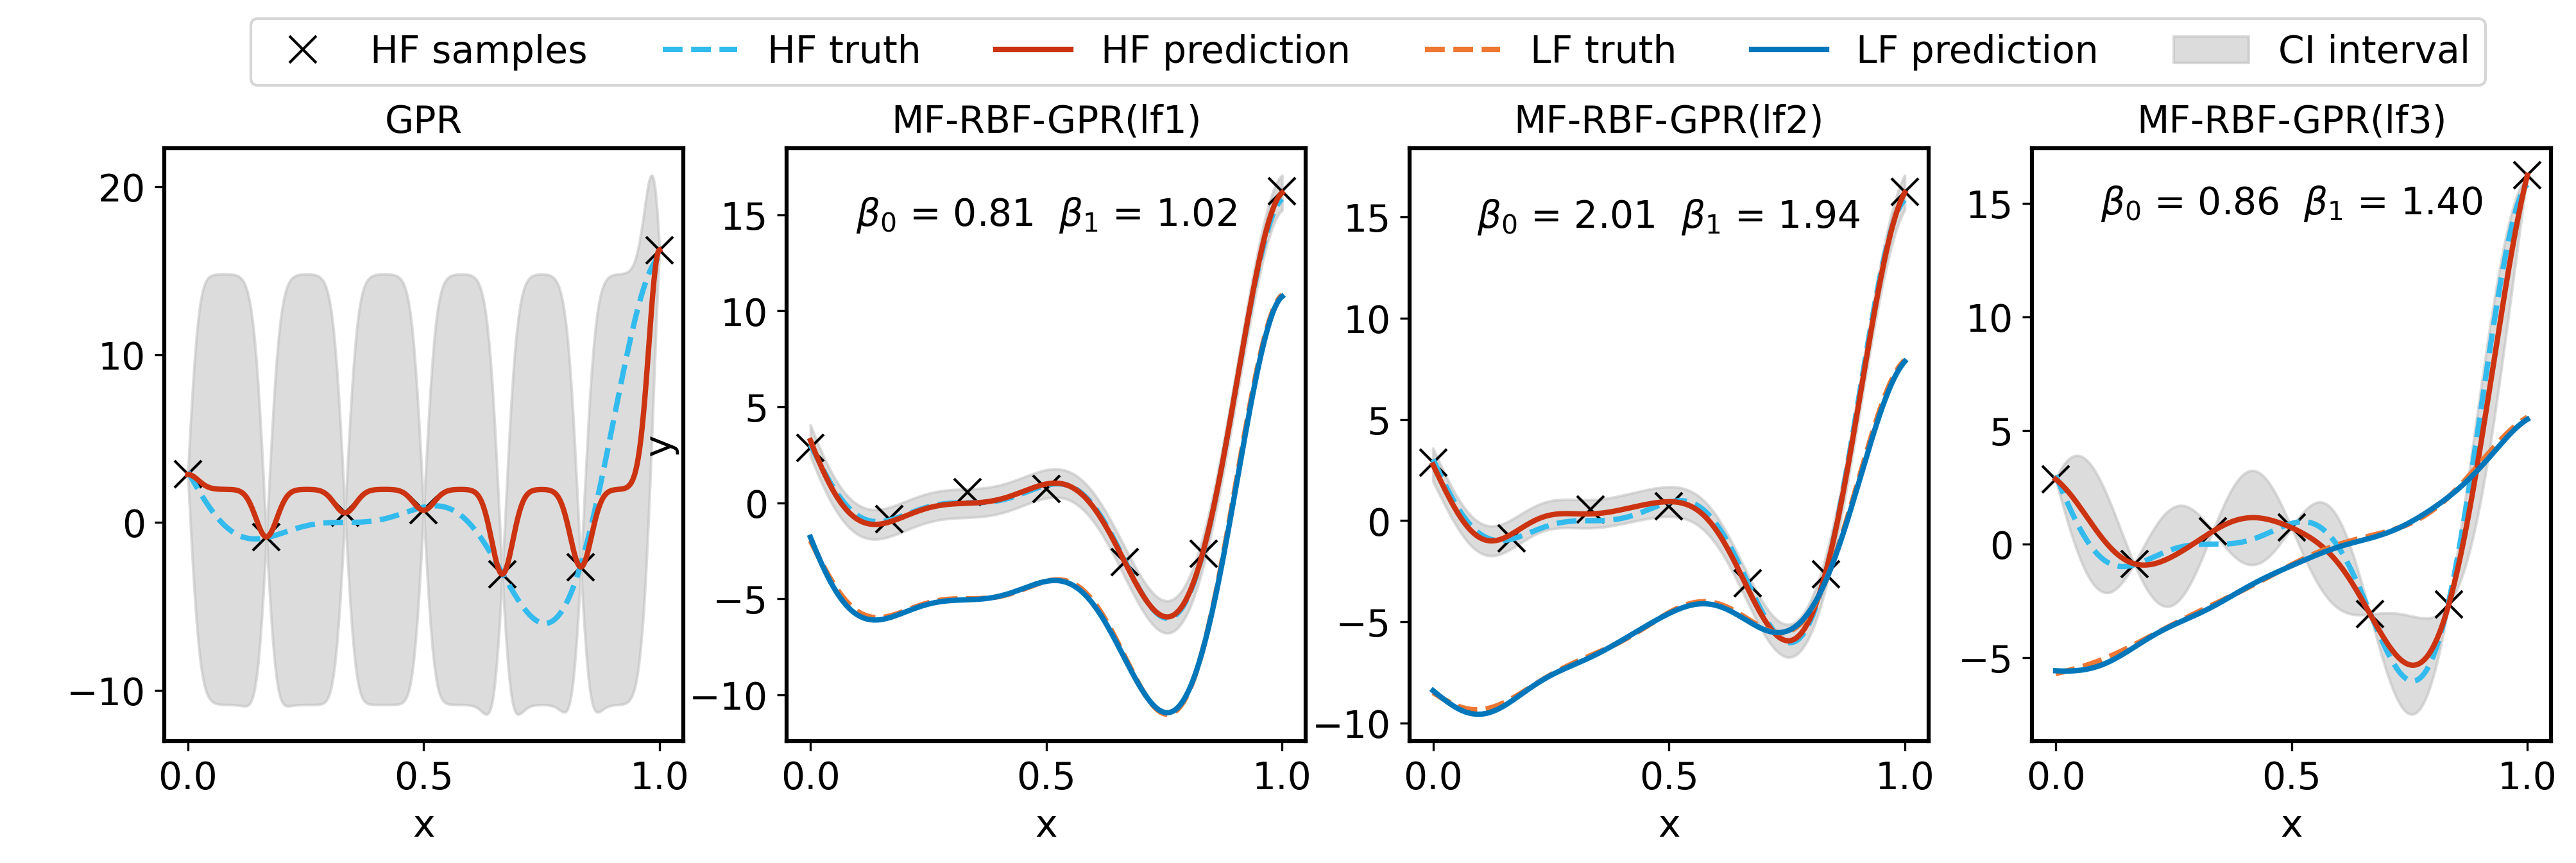 HF samples HF truth HF prediction LF truth LF prediction CI interval
GPR
20
10
0
−10
0.0 0.5 1.0
x
y
MF-RBF-GPR(lf1)
β0 = 0.81 β1 = 1.02
15
10
5
0
−5
−10
0.0 0.5 1.0
x
MF-RBF-GPR(lf2)
β0 = 2.01 β1 = 1.94
15
10
5
0
−5
−10
0.0 0.5 1.0
x
MF-RBF-GPR(lf3)
β0 = 0.86 β1 = 1.40
15
10
5
0
−5
0.0 0.5 1.0
x